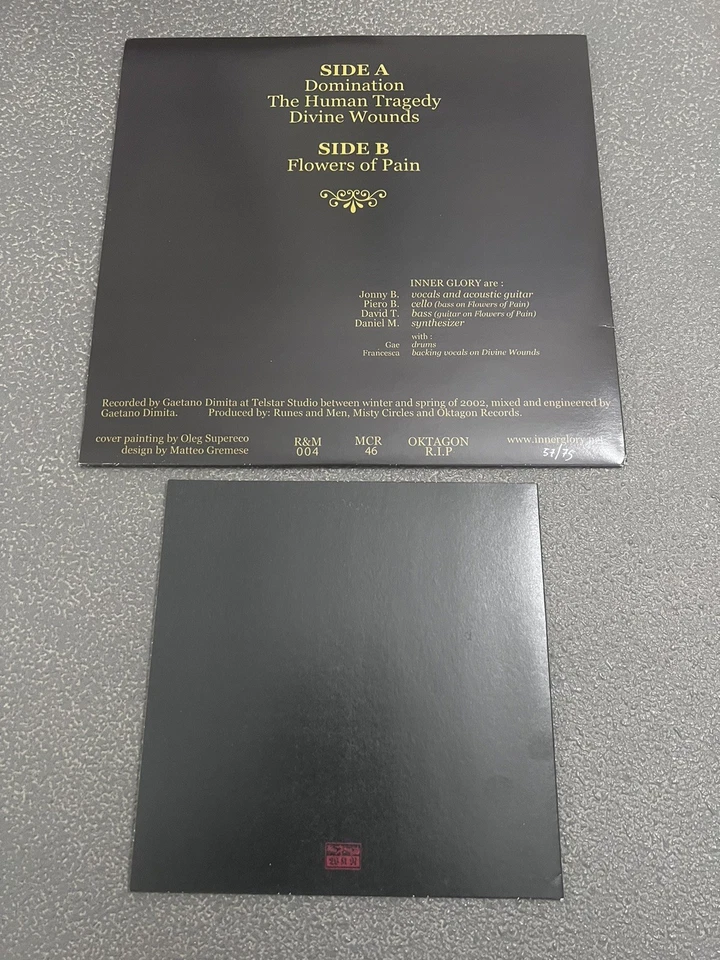 SIDE A
Domination
The Human Tragedy
Divine Wounds
SIDE B
Flowers of Pain
INNER GLORY are :
Jonny B. vocals and acoustic guitar
Piero B. cello (bass on Flowers of Pain)
David T. bass (guitar on Flowers of Pain)
Daniel M. synthesizer
with :
Gae drums
Francesca backing vocals on Divine Wounds
Recorded by Gaetano Dimita at Telstar Studio between winter and spring of 2002, mixed and engineered by
Gaetano Dimita. Produced by: Runes and Men, Misty Circles and Oktagon Records.
cover painting by Oleg Supereco R&M MCR OKTAGON www.innerglory.net
design by Matteo Gremese 004 46 R.I.P 57/75